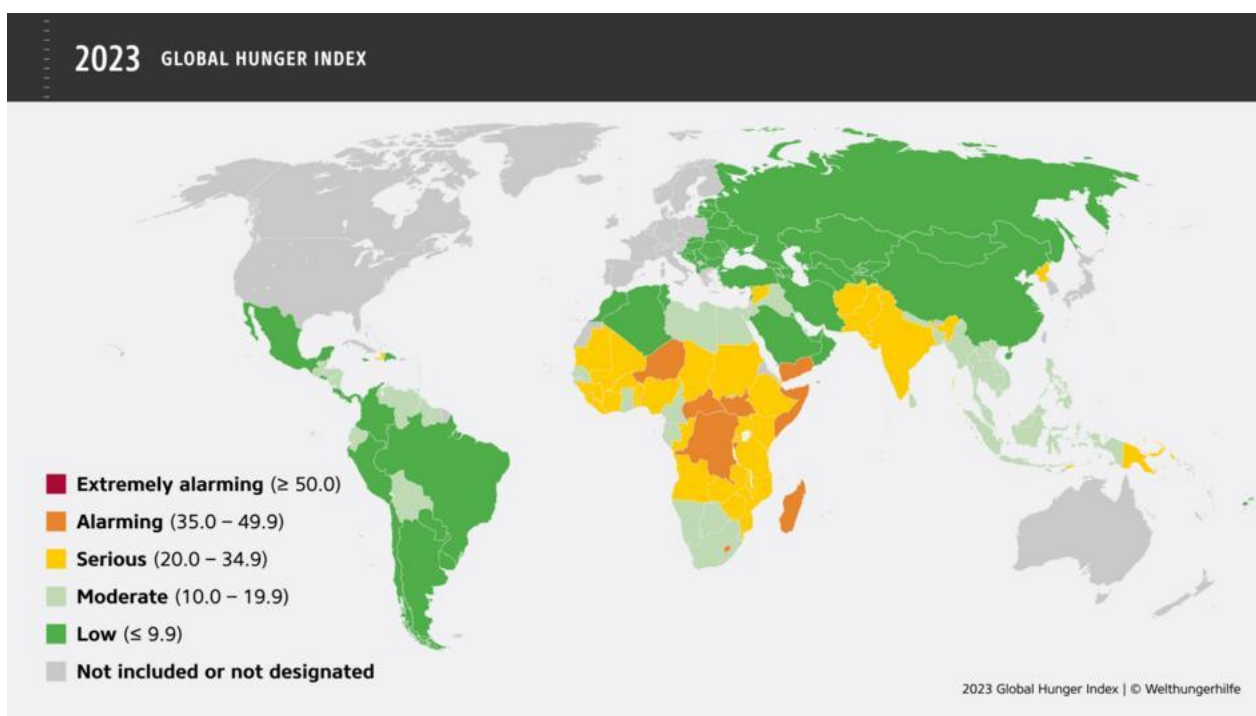 2023 GLOBAL HUNGER INDEX
Extremely alarming (≥ 50.0)
Alarming (35.0 – 49.9)
Serious (20.0 – 34.9)
Moderate (10.0 – 19.9)
Low (≤ 9.9)
Not included or not designated
2023 Global Hunger Index | © Welthungerhilfe